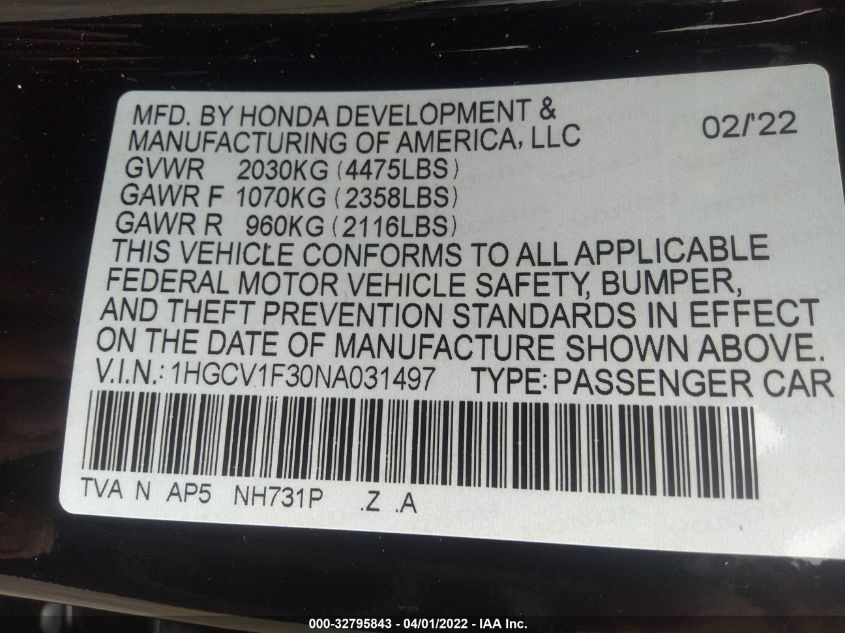 MFD. BY HONDA DEVELOPMENT &
MANUFACTURING OF AMERICA, LLC
02/'22
GVWR 2030KG (4475LBS)
GAWR F 1070KG (2358LBS)
GAWR R 960KG (2116LBS)
THIS VEHICLE CONFORMS TO ALL APPLICABLE
FEDERAL MOTOR VEHICLE SAFETY, BUMPER,
AND THEFT PREVENTION STANDARDS IN EFFECT
ON THE DATE OF MANUFACTURE SHOWN ABOVE.
V.I.N.: 1HGCV1F30NA031497 TYPE: PASSENGER CAR
TVA N AP5 NH731P .Z .A
000-32795843 - 04/01/2022 - IAA Inc.